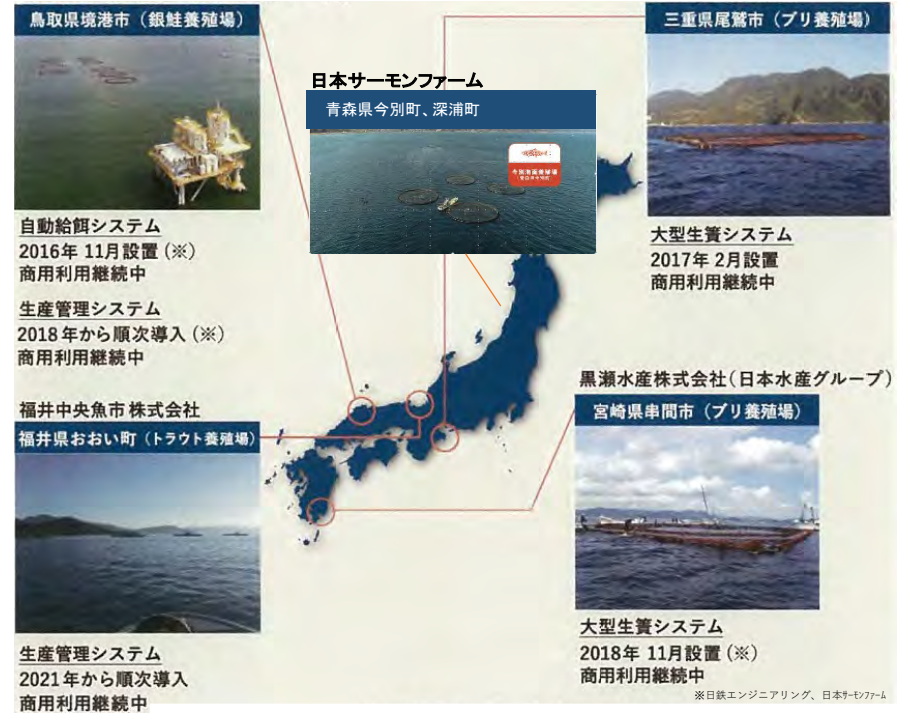 鳥取県境港市（銀鮭養殖場）
自動給餌システム
2016年 11月設置（※）
商用利用継続中
生産管理システム
2018年から順次導入（※）
商用利用継続中
日本サーモンファーム
青森県今別町、深浦町
今別海面養殖場
三重県尾鷲市（ブリ養殖場）
大型生簀システム
2017年 2月設置
商用利用継続中
福井中央魚市株式会社
福井県おおい町（トラウト養殖場）
生産管理システム
2021年から順次導入
商用利用継続中
黒瀬水産株式会社（日本水産グループ）
宮崎県串間市（ブリ養殖場）
大型生簀システム
2018年 11月設置（※）
商用利用継続中
※日鉄エンジニアリング、日本サーモンファーム